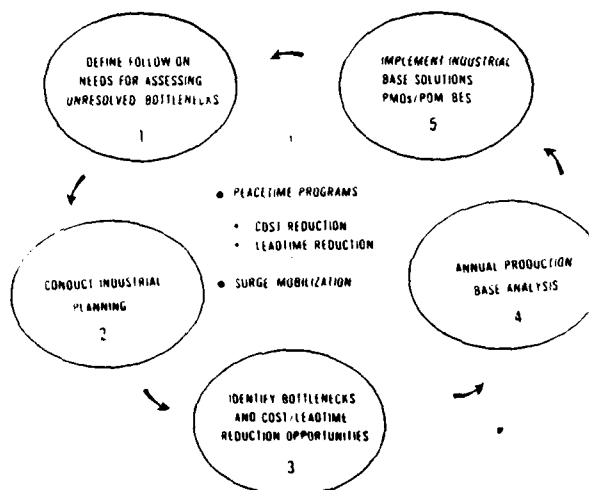 DEFINE FOLLOW ON
NEEDS FOR ASSESSING
UNRESOLVED BOTTLENECKS
1
IMPLEMENT INDUSTRIAL
BASE SOLUTIONS
PMOs/POM BES
5
• PEACETIME PROGRAMS
• COST REDUCTION
• LEADTIME REDUCTION
• SURGE MOBILIZATION
CONDUCT INDUSTRIAL
PLANNING
2
ANNUAL PRODUCTION
BASE ANALYSIS
4
IDENTIFY BOTTLENECKS
AND COST/LEADTIME
REDUCTION OPPORTUNITIES
3